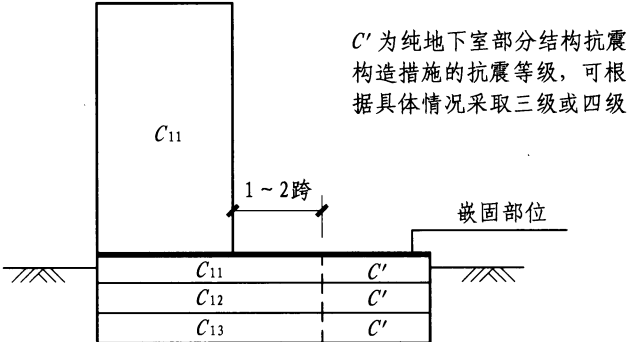 C′为纯地下室部分结构抗震
构造措施的抗震等级，可根
据具体情况采取三级或四级
C₁₁
1～2跨
嵌固部位
C₁₁ C′
C₁₂ C′
C₁₃ C′